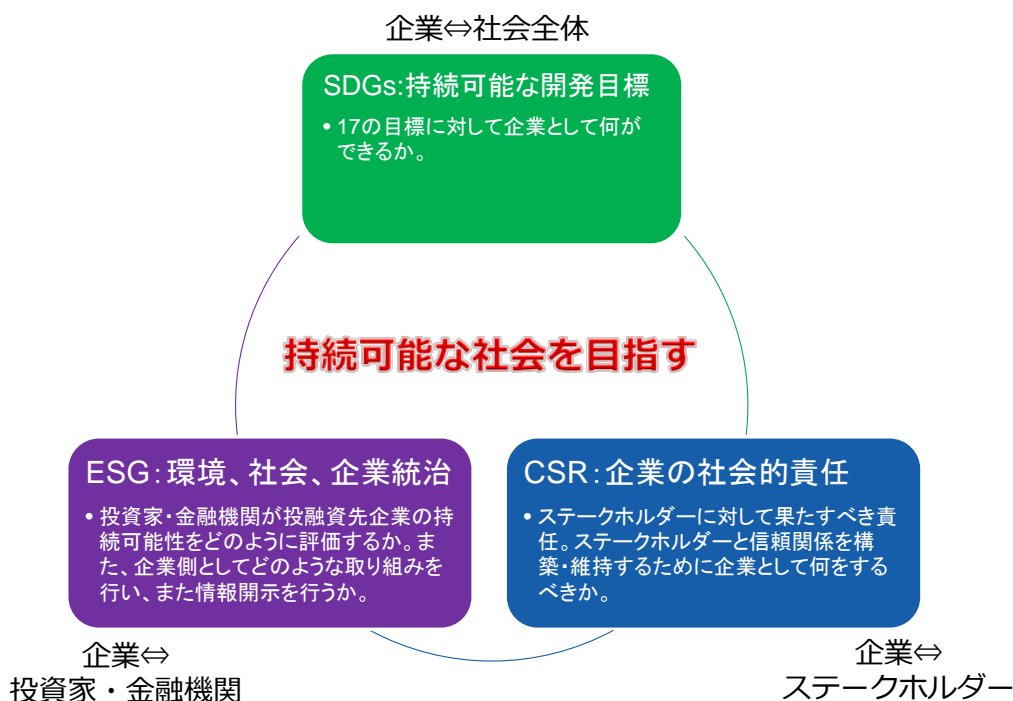 企業⇔社会全体
SDGs:持続可能な開発目標
• 17の目標に対して企業として何が
できるか。
持続可能な社会を目指す
ESG：環境、社会、企業統治
• 投資家・金融機関が投融資先企業の持
続可能性をどのように評価するか。ま
た、企業側としてどのような取り組みを
行い、また情報開示を行うか。
企業⇔
投資家・金融機関
CSR：企業の社会的責任
• ステークホルダーに対して果たすべき責
任。ステークホルダーと信頼関係を構
築・維持するために企業として何をする
べきか。
企業⇔
ステークホルダー